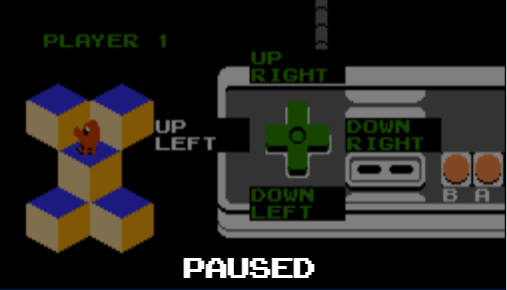 PLAYER 1
UP
RIGHT
UP
LEFT
DOWN
RIGHT
DOWN
LEFT
B A
PAUSED